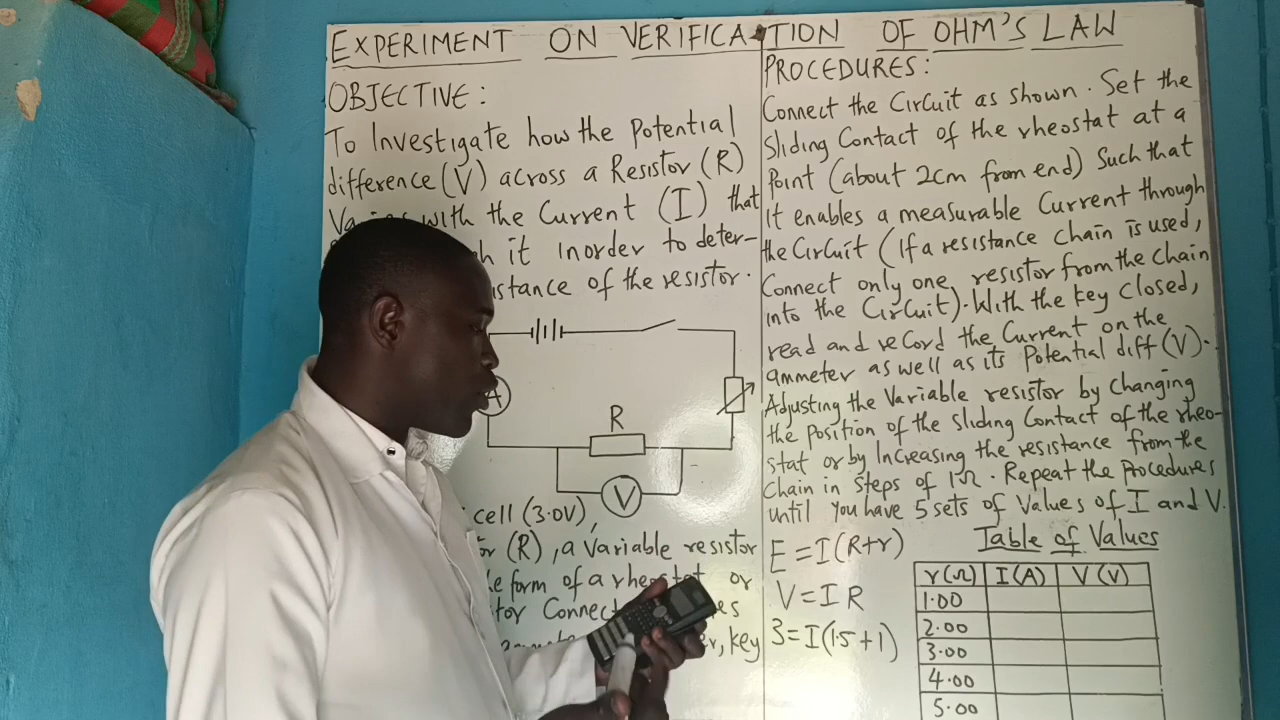 EXPERIMENT ON VERIFICATION OF OHM'S LAW
OBJECTIVE:
To Investigate how the Potential
difference (V) across a Resistor (R)
with the Current (I) that
it inorder to deter-
of the resistor.
A
R
V
cell (3.0V),
(R), a Variable resistor
form of a rheostat or
key
PROCEDURES:
Connect the Circuit as shown. Set the
Sliding Contact of the rheostat at a
Point (about 2cm from end) Such that
it enables a measurable Current through
the Circuit (If a resistance chain is used,
Connect only one resistor from the chain
into the Circuit). With the key closed,
read and record the Current on the
ammeter as well as its Potential diff (V).
Adjusting the Variable resistor by Changing
the position of the Sliding Contact of the rheo-
stat or by Increasing the resistance from the
Chain in steps of 1Ω. Repeat the Procedures
until you have 5 sets of Values of I and V.
E = I(R+r)
V = I R
3 = I(1.5 + 1)
Table of Values
r(Ω) I(A) V(V)
1.00
2.00
3.00
4.00
5.00